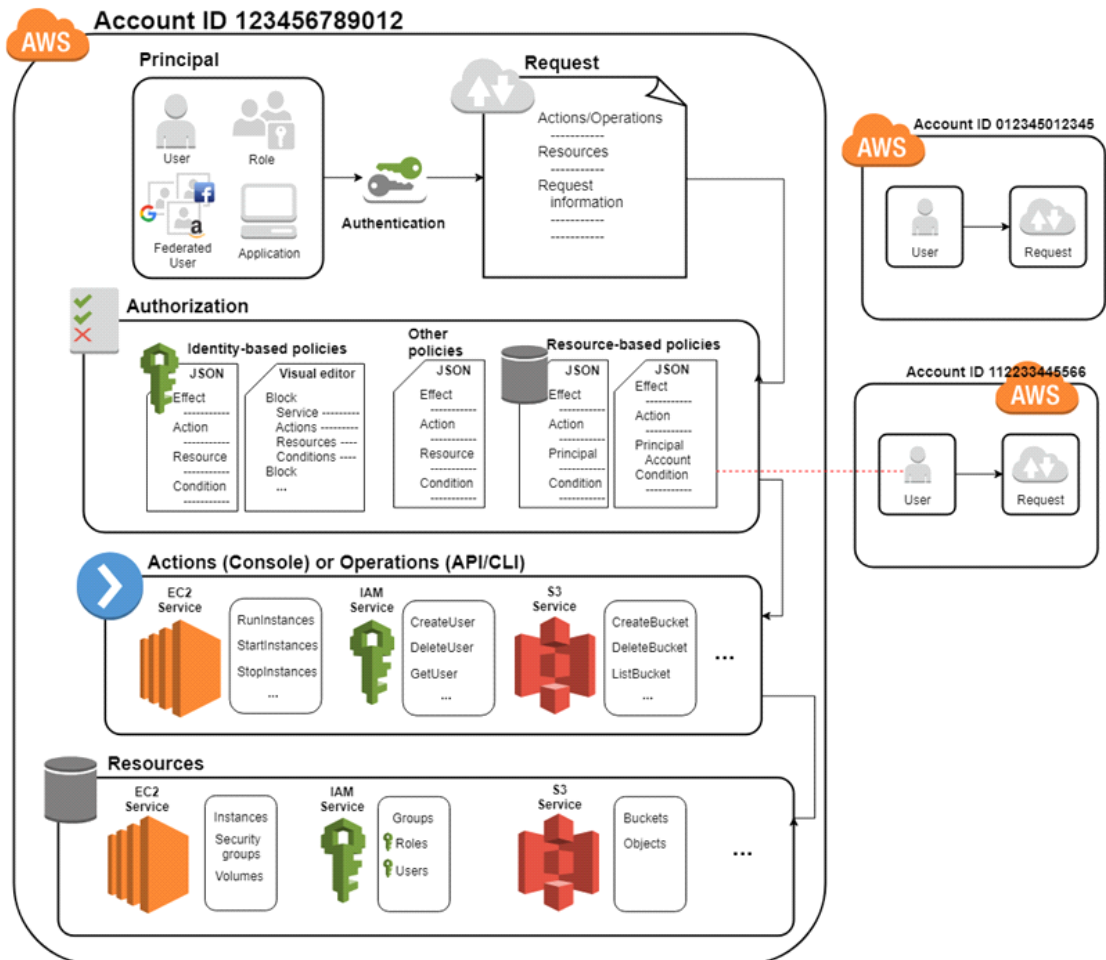 AWS
Account ID 123456789012
Principal
User
Role
Federated
User
Application
G
f
a
Authentication
Request
Actions/Operations
-----------
Resources
-----------
Request
information
-----------
-----------
Account ID 012345012345
AWS
User
Request
Account ID 112233445566
AWS
User
Request
Authorization
Identity-based policies
JSON
Effect
-----------
Action
-----------
Resource
-----------
Condition
-----------
Visual editor
Block
Service ---------
Actions ---------
Resources ----
Conditions ----
Block
...
Other
policies
JSON
Effect
-----------
Action
-----------
Resource
-----------
Condition
-----------
Resource-based policies
JSON
Effect
-----------
Action
-----------
Principal
-----------
Condition
-----------
JSON
Effect
-----------
Action
-----------
Principal
Account
Condition
-----------
Actions (Console) or Operations (API/CLI)
EC2
Service
RunInstances
StartInstances
StopInstances
...
IAM
Service
CreateUser
DeleteUser
GetUser
...
S3
Service
CreateBucket
DeleteBucket
ListBucket
...
...
Resources
EC2
Service
Instances
Security
groups
Volumes
IAM
Service
Groups
Roles
Users
S3
Service
Buckets
Objects
...